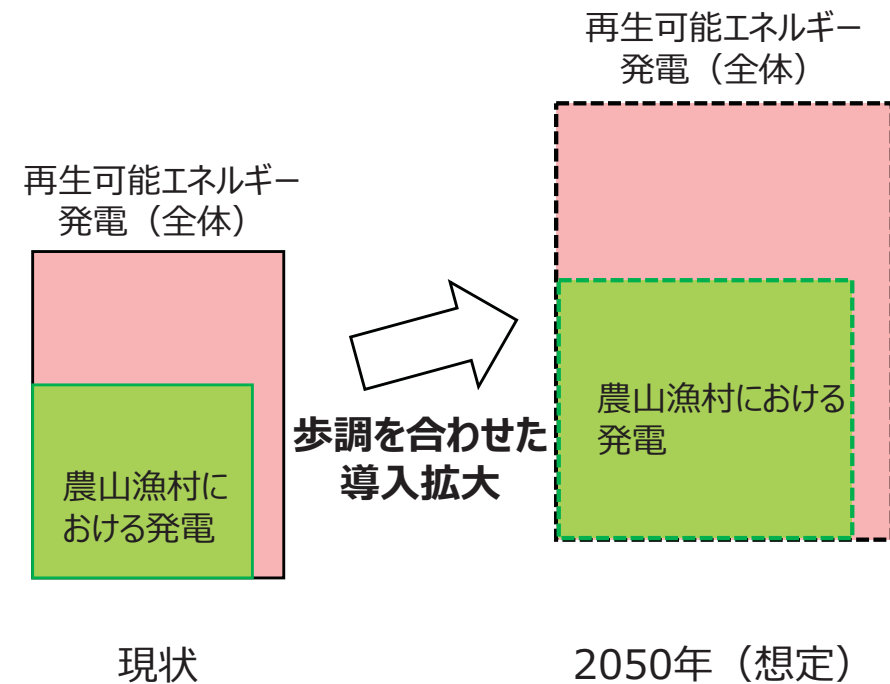 再生可能エネルギー
発電（全体）
農山漁村に
おける発電
現状
歩調を合わせた
導入拡大
再生可能エネルギー
発電（全体）
農山漁村における
発電
2050年（想定）